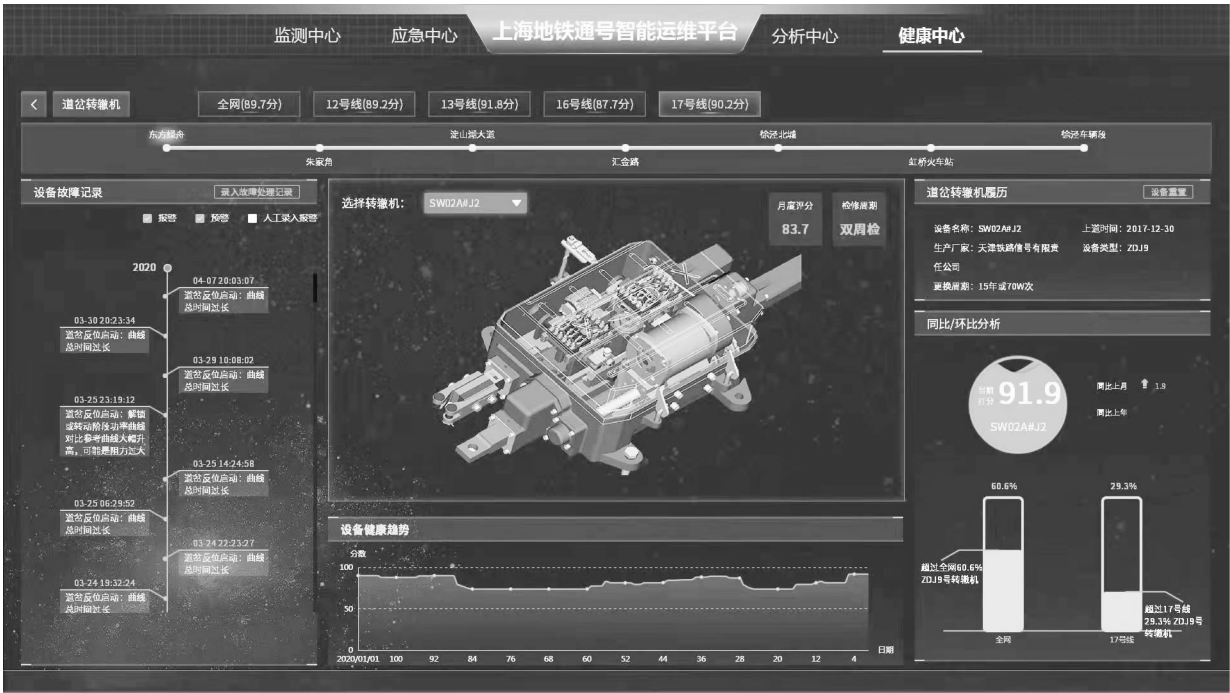 监测中心
应急中心
上海地铁通号智能运维平台
分析中心
健康中心
道岔转辙机
全网(89.7分)
12号线(89.2分)
13号线(91.8分)
16号线(87.7分)
17号线(90.2分)
东方绿舟
淀山湖大道
徐泾北城
徐泾车辆段
朱家角
汇金路
虹桥火车站
设备故障记录
录入故障处理记录
报警
预警
人工录入报警
2020
04-07 20:03:07
道岔反位启动：曲线
总时间过长
03-30 20:23:34
道岔反位启动：曲线
总时间过长
03-29 10:08:02
道岔反位启动：曲线
总时间过长
03-25 23:19:12
道岔反位启动：解锁
或转动阶段功率曲线
对比参考曲线大幅升
高，可能是阻力过大
03-25 14:24:58
道岔反位启动：曲线
总时间过长
03-25 06:29:52
道岔反位启动：曲线
总时间过长
03-24 22:23:27
道岔反位启动：曲线
总时间过长
03-24 19:32:24
道岔反位启动：曲线
总时间过长
选择转辙机：
SW02A#J2
月度评分
83.7
检修周期
双周检
设备健康趋势
分数
100
50
0
2020/01/01 100 92 84 76 68 60 52 44 36 28 20 12 4
日期
道岔转辙机履历
设备重置
设备名称：SW02A#J2
上道时间：2017-12-30
生产厂家：天津铁路信号有限责
任公司
设备类型：ZDJ9
更换周期：15年或70W次
同比/环比分析
当前
打分
91.9
SW02A#J2
同比上月
1.9
同比上年
60.6%
29.3%
超过全网60.6%
ZDJ9号转辙机
超过17号线
29.3% ZDJ9号
转辙机
全网
17号线